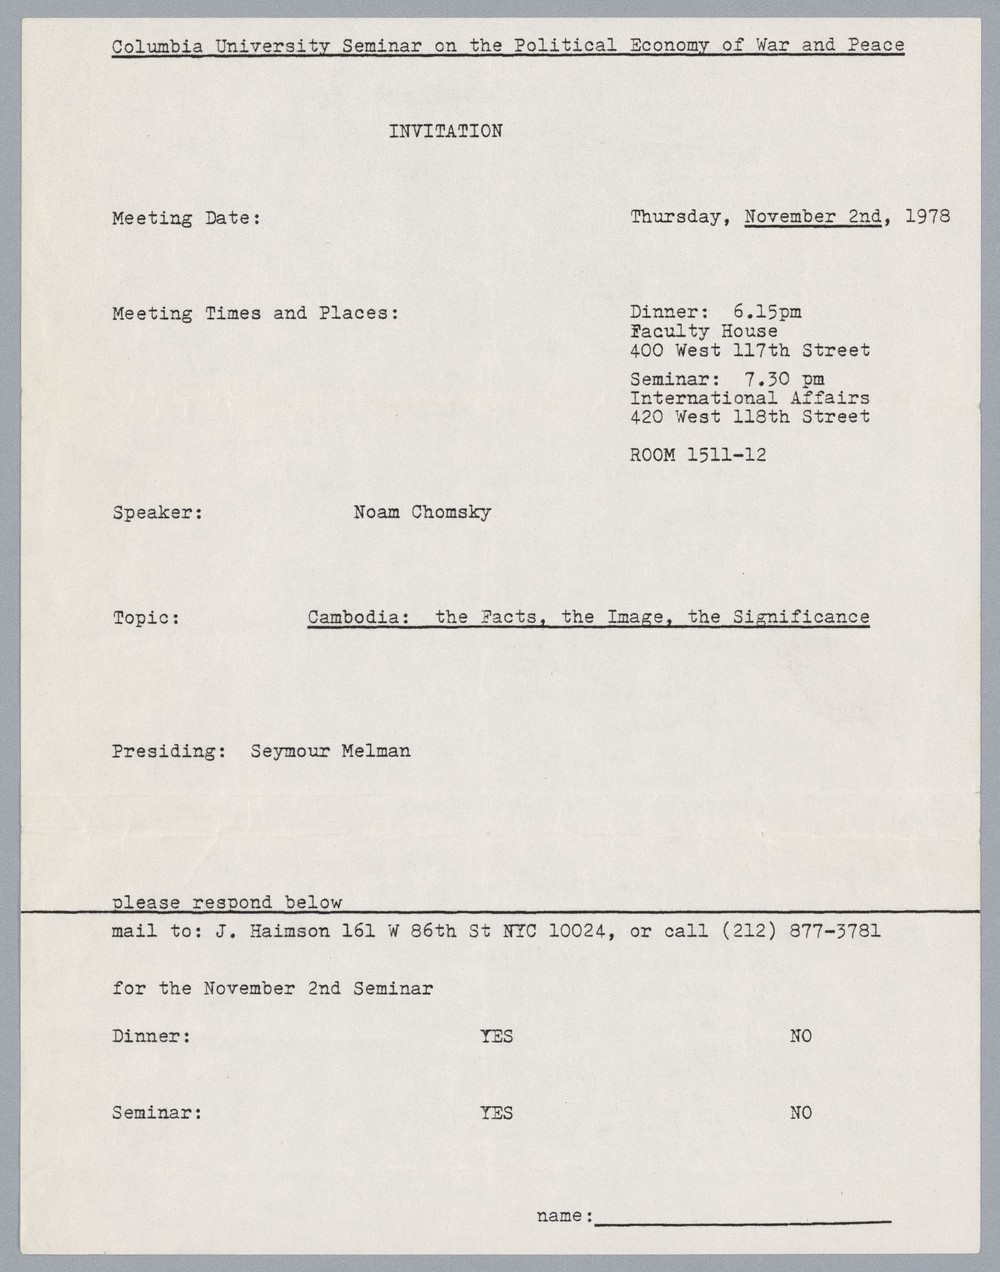 Columbia University Seminar on the Political Economy of War and Peace
INVITATION
Meeting Date: Thursday, November 2nd, 1978
Meeting Times and Places: Dinner: 6.15pm
Faculty House
400 West 117th Street
Seminar: 7.30 pm
International Affairs
420 West 118th Street
ROOM 1511-12
Speaker: Noam Chomsky
Topic: Cambodia: the Facts, the Image, the Significance
Presiding: Seymour Melman
please respond below
mail to: J. Haimson 161 W 86th St NYC 10024, or call (212) 877-3781
for the November 2nd Seminar
Dinner: YES NO
Seminar: YES NO
name: